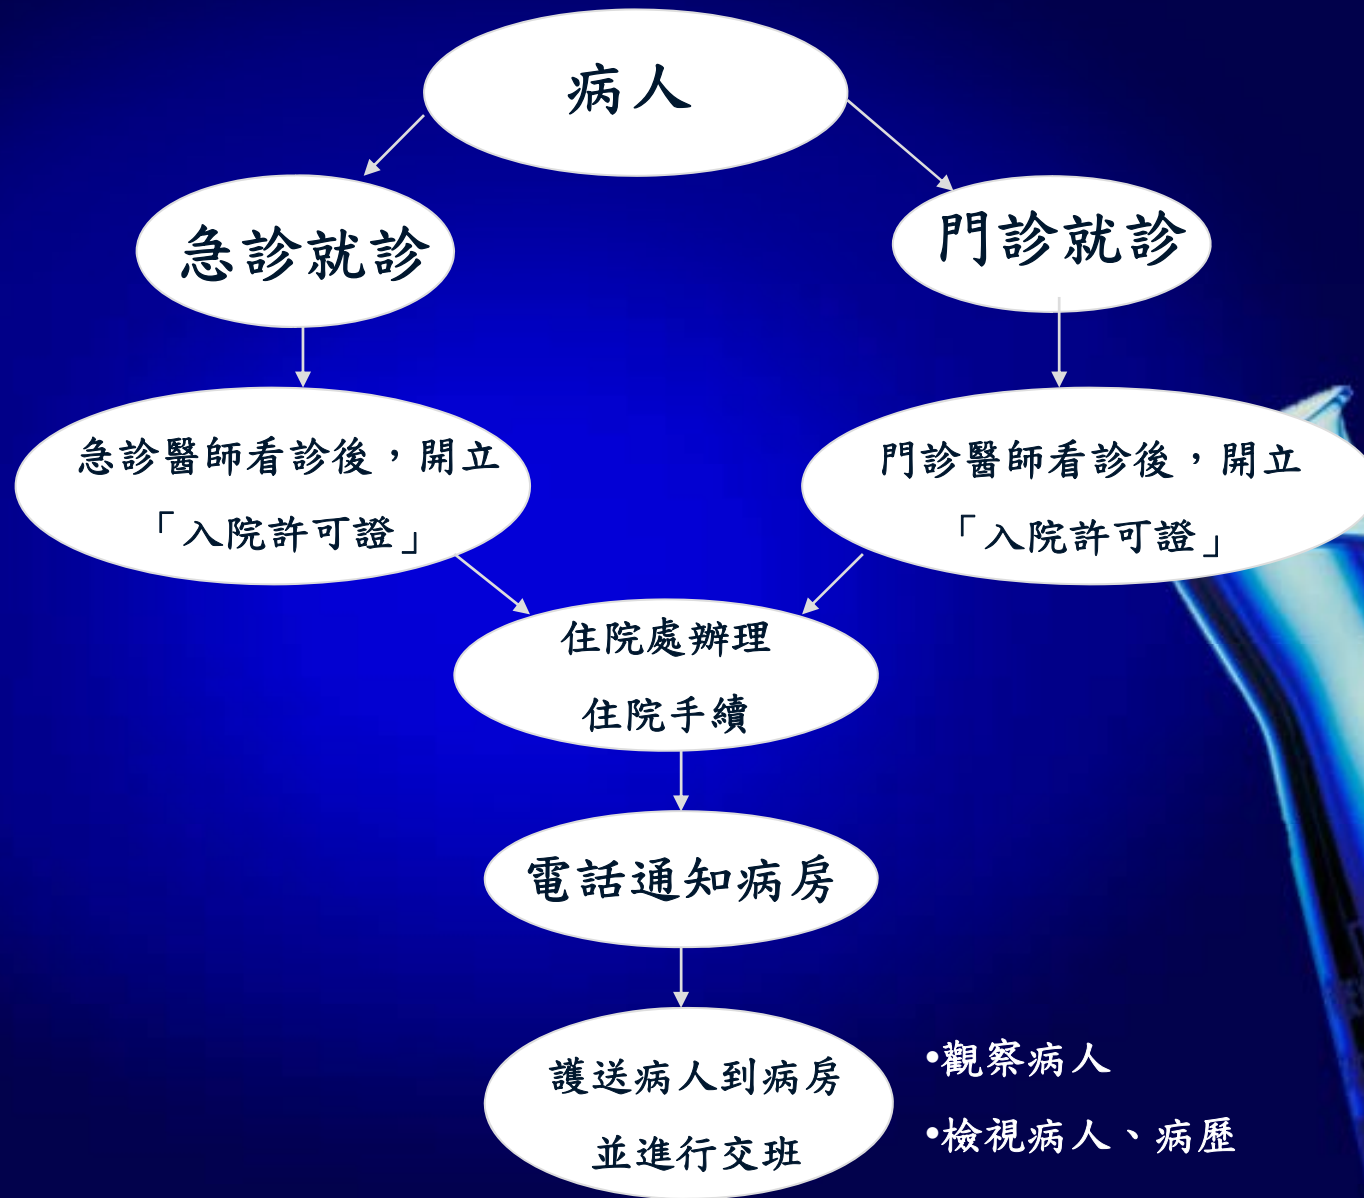 病人
急診就診
門診就診
急診醫師看診後，開立
「入院許可證」
門診醫師看診後，開立
「入院許可證」
住院處辦理
住院手續
電話通知病房
護送病人到病房
並進行交班
•觀察病人
•檢視病人、病歷